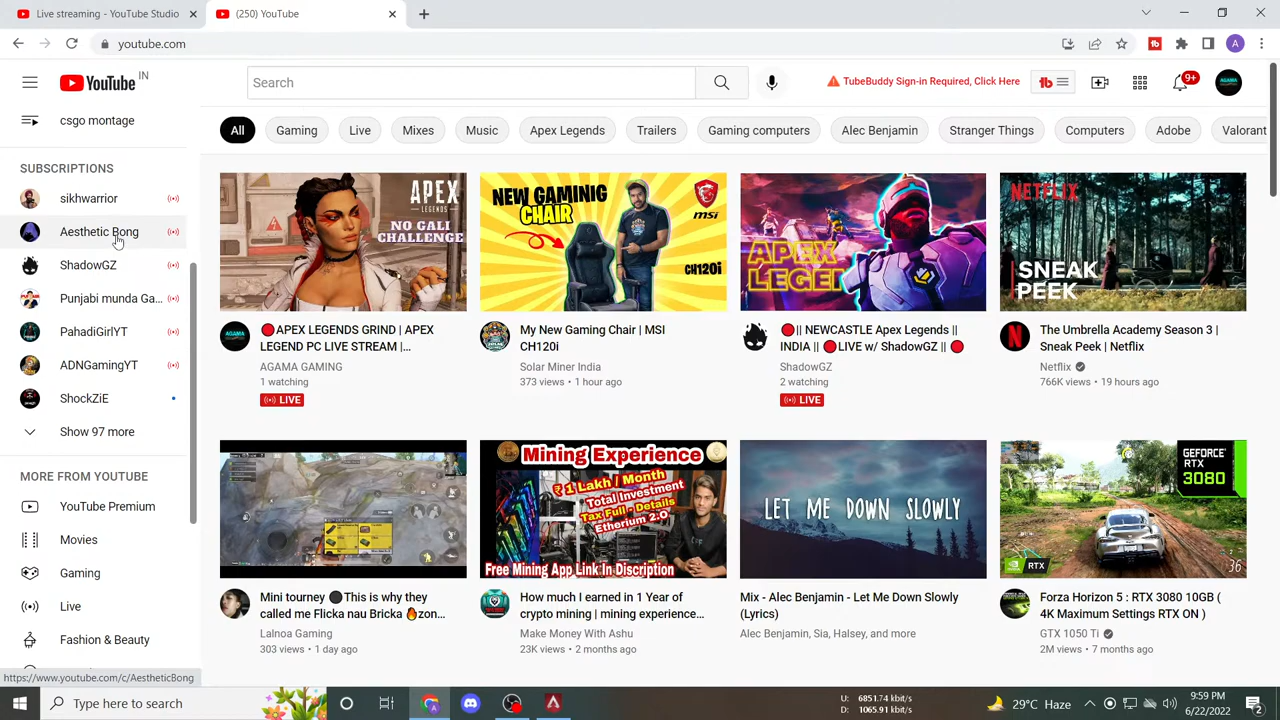 Live streaming - YouTube Studio
(250) YouTube
youtube.com
YouTube IN
Search
TubeBuddy Sign-in Required, Click Here
tb
9+
csgo montage
All
Gaming
Live
Mixes
Music
Apex Legends
Trailers
Gaming computers
Alec Benjamin
Stranger Things
Computers
Adobe
Valorant
SUBSCRIPTIONS
sikhwarrior
Aesthetic Bong
ShadowGZ
Punjabi munda Ga...
PahadiGirlYT
ADNGamingYT
ShockZiE
Show 97 more
MORE FROM YOUTUBE
YouTube Premium
Movies
Gaming
Live
Fashion & Beauty
https://www.youtube.com/c/AestheticBong
APEX
LEGENDS
NO GALI
CHALLENGE
🔴APEX LEGENDS GRIND | APEX
LEGEND PC LIVE STREAM |...
AGAMA GAMING
1 watching
LIVE
NEW GAMING
CHAIR
msi
CH120i
My New Gaming Chair | MSI
CH120i
Solar Miner India
373 views • 1 hour ago
APEX
LEGEN
🔴|| NEWCASTLE Apex Legends ||
INDIA || 🔴LIVE w/ ShadowGZ || 🔴
ShadowGZ
2 watching
LIVE
NETFLIX
SNEAK
PEEK
The Umbrella Academy Season 3 |
Sneak Peek | Netflix
Netflix
766K views • 19 hours ago
Mini tourney ⚫This is why they
called me Flicka nau Bricka 🔥zon...
Lalnoa Gaming
303 views • 1 day ago
Mining Experience
₹ 1 Lakh / Month
Total Investment
Tax Full - Details
Etherium 2.O
Free Mining App Link In Discription
How much I earned in 1 Year of
crypto mining | mining experience...
Make Money With Ashu
23K views • 2 months ago
LET ME DOWN SLOWLY
Mix - Alec Benjamin - Let Me Down Slowly
(Lyrics)
Alec Benjamin, Sia, Halsey, and more
GEFORCE
RTX
3080
RTX
36
Forza Horizon 5 : RTX 3080 10GB (
4K Maximum Settings RTX ON )
GTX 1050 Ti
2M views • 7 months ago
Type here to search
U: 6851.74 kbit/s
D: 1065.91 kbit/s
29°C Haze
9:59 PM
6/22/2022
2